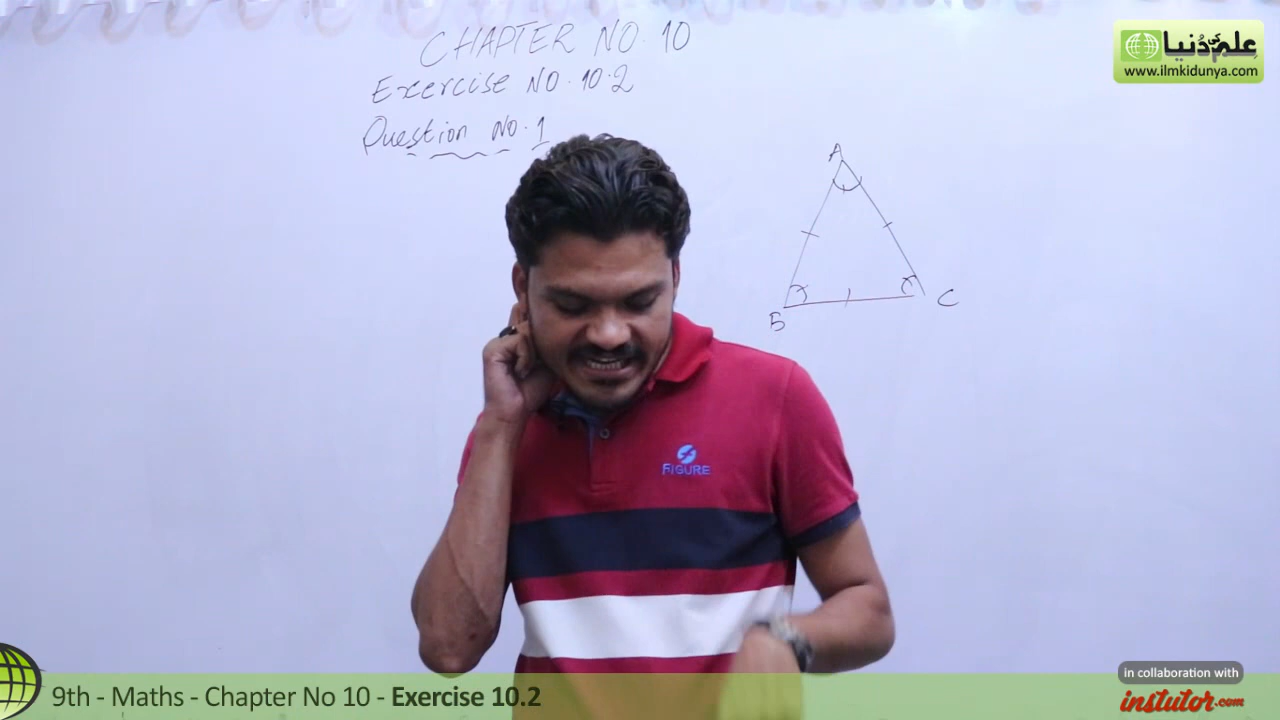 CHAPTER NO. 10
Exercise NO. 10.2
Question NO. 1
A
B
C
علم کی دُنیا
www.ilmkidunya.com
FIGURE
in collaboration with
instutor.com
9th - Maths - Chapter No 10 - Exercise 10.2